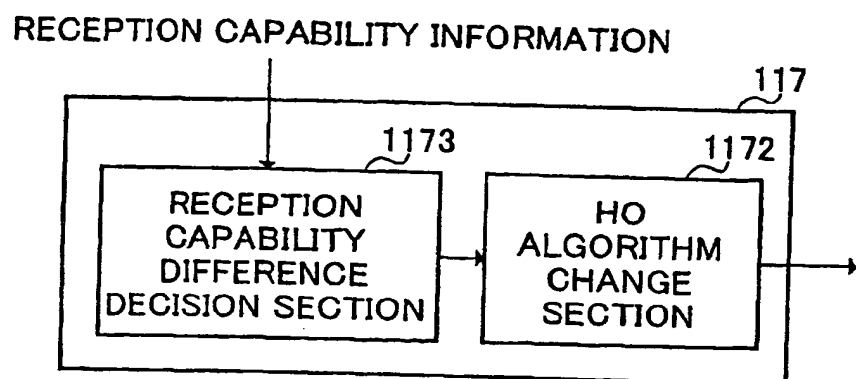 RECEPTION CAPABILITY INFORMATION
117
1173
1172
RECEPTION
CAPABILITY
DIFFERENCE
DECISION SECTION
HO
ALGORITHM
CHANGE
SECTION